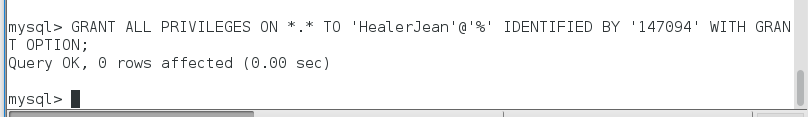 mysql> GRANT ALL PRIVILEGES ON *.* TO 'HealerJean'@'%' IDENTIFIED BY '147094' WITH GRAN
T OPTION;
Query OK, 0 rows affected (0.00 sec)
mysql>